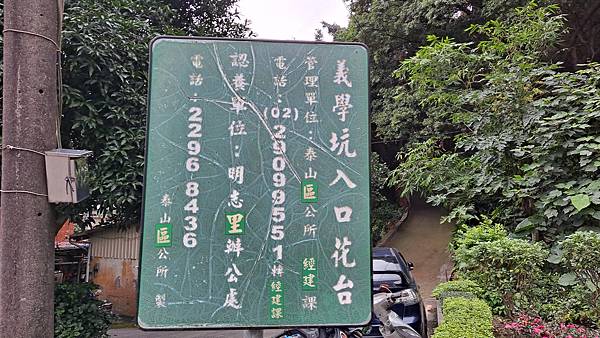 義學坑入口花台
管理單位：泰山區公所 經建課
電話：(02)29099551轉經建課
認養單位：明志里辦公處
電話：2296-8436
泰山區公所 製